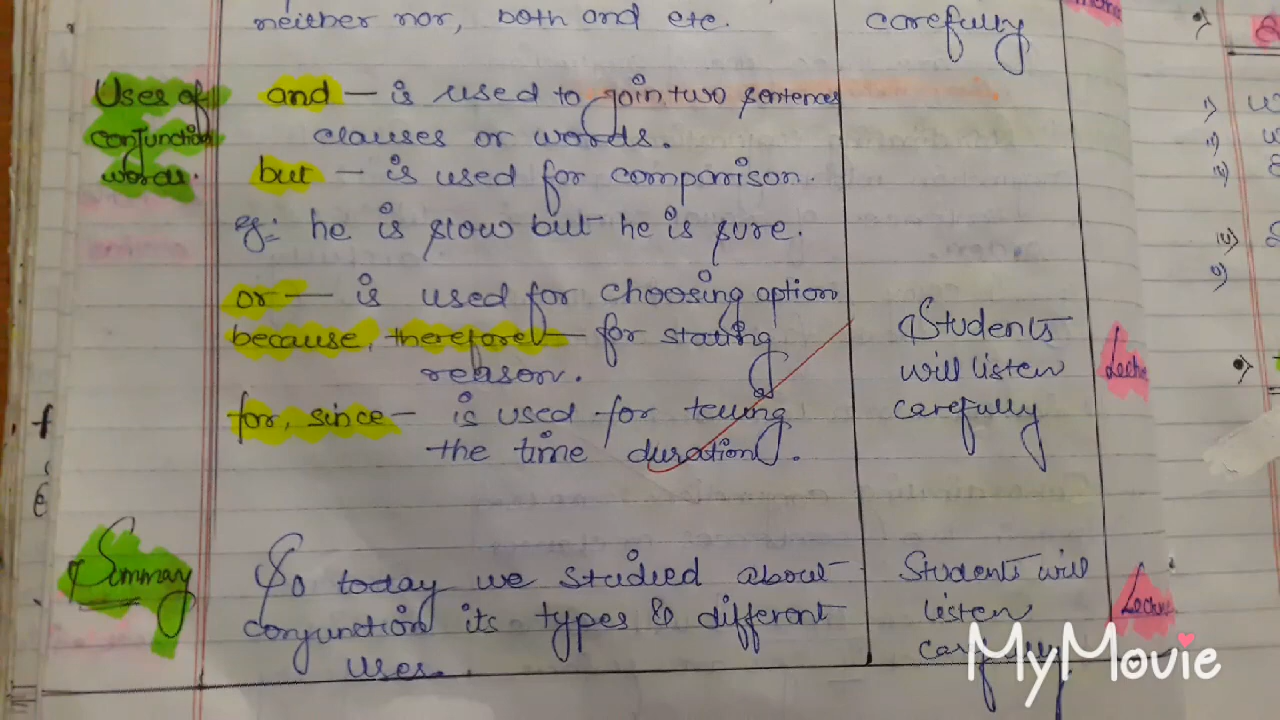 neither nor, both and etc.
carefully
Uses of
conjunction
words.
and — is used to join two sentences
clauses or words.
but — is used for comparison.
eg:- he is slow but he is sure.
or — is used for choosing option
because, therefore — for stating
reason.
for, since — is used for telling
the time duration.
Students
will listen
carefully
Summary
So today we studied about
conjunction its types & different
uses.
Students will
listen
carefully
MyMovie